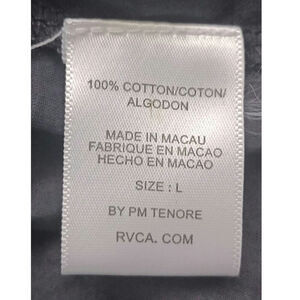 100% COTTON/COTON/
ALGODON
MADE IN MACAU
FABRIQUE EN MACAO
HECHO EN MACAO
SIZE : L
BY PM TENORE
RVCA. COM